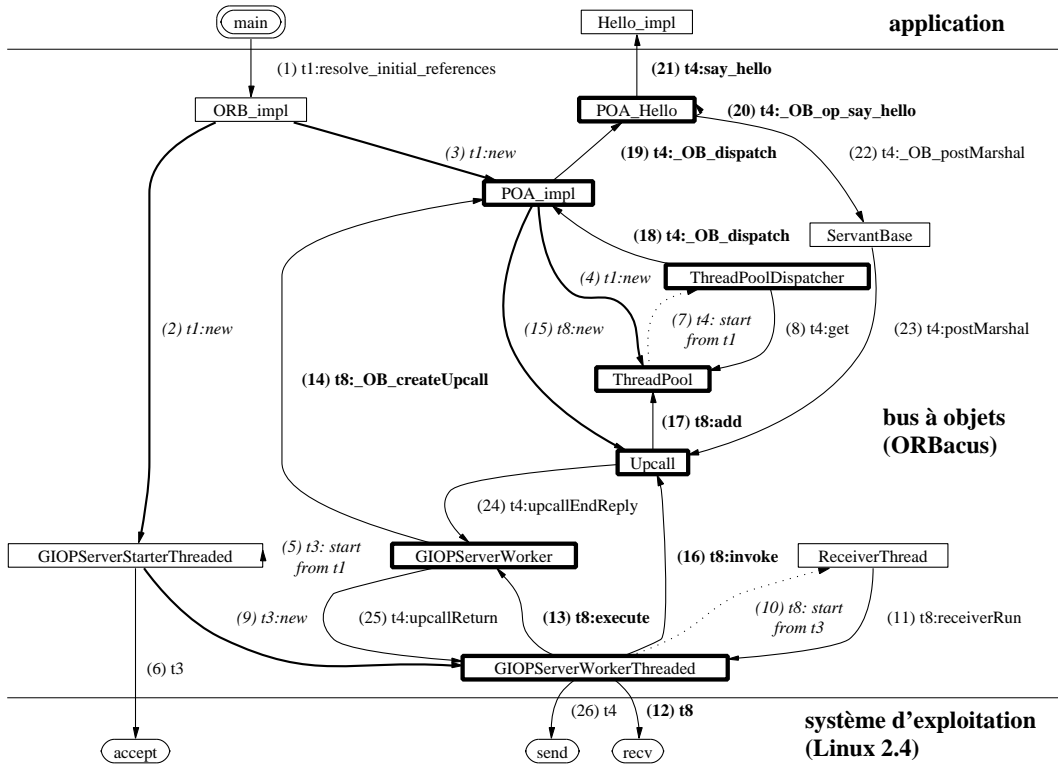 main
Hello_impl
application
(1) t1:resolve_initial_references
(21) t4:say_hello
ORB_impl
POA_Hello
(20) t4:_OB_op_say_hello
(3) t1:new
(19) t4:_OB_dispatch
(22) t4:_OB_postMarshal
POA_impl
(18) t4:_OB_dispatch
ServantBase
(4) t1:new
ThreadPoolDispatcher
(2) t1:new
(15) t8:new
(7) t4: start
from t1
(8) t4:get
(23) t4:postMarshal
(14) t8:_OB_createUpcall
ThreadPool
(17) t8:add
bus à objets
(ORBacus)
Upcall
(24) t4:upcallEndReply
GIOPServerStarterThreaded
(5) t3: start
from t1
GIOPServerWorker
(16) t8:invoke
ReceiverThread
(9) t3:new
(25) t4:upcallReturn
(13) t8:execute
(10) t8: start
from t3
(11) t8:receiverRun
(6) t3
GIOPServerWorkerThreaded
(26) t4
(12) t8
système d'exploitation
(Linux 2.4)
accept
send
recv